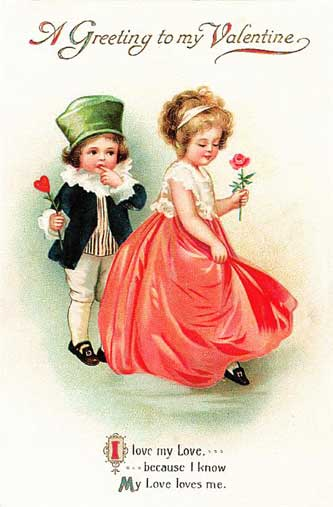 A Greeting to my Valentine.
I love my Love....
...because I know
My Love loves me.